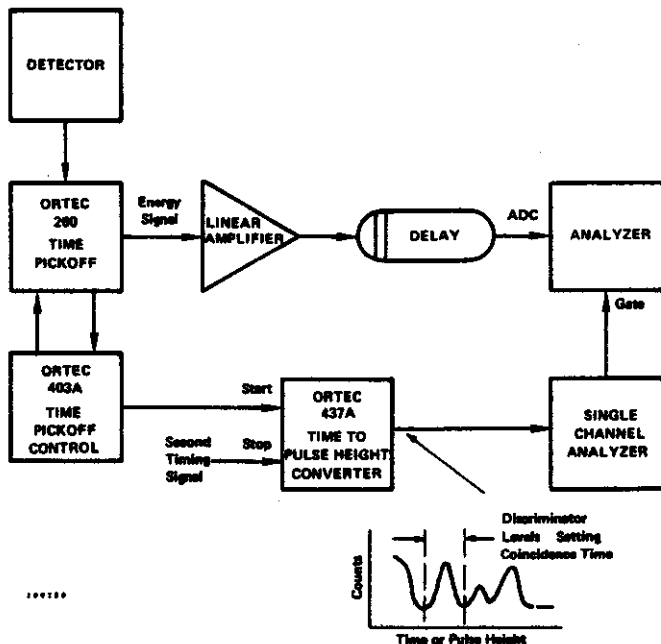 DETECTOR
ORTEC
260
TIME
PICKOFF
Energy
Signal
LINEAR
AMPLIFIER
DELAY
ADC
ANALYZER
Gate
ORTEC
403A
TIME
PICKOFF
CONTROL
Start
Second
Timing
Signal
Stop
ORTEC
437A
TIME TO
PULSE HEIGHT
CONVERTER
SINGLE
CHANNEL
ANALYZER
Discriminator
Levels Setting
Coincidence Time
Counts
Time or Pulse Height